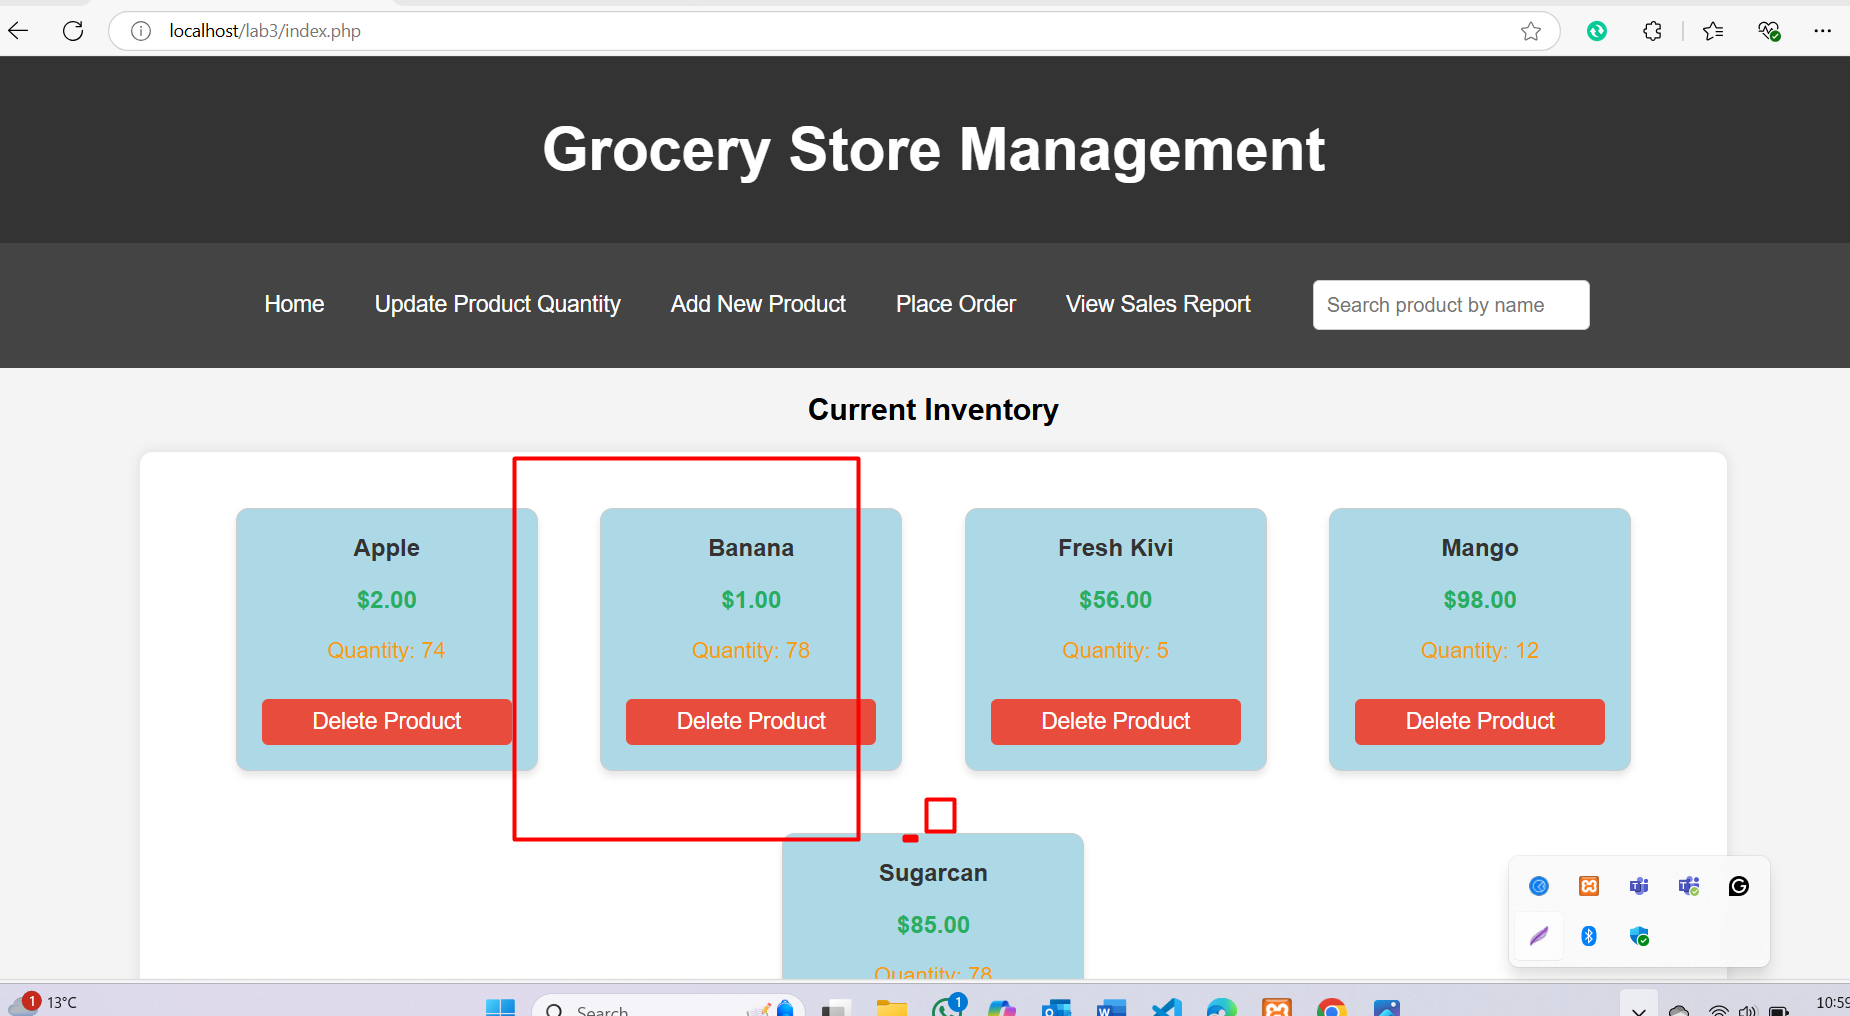 localhost/lab3/index.php
Grocery Store Management
Home Update Product Quantity Add New Product Place Order View Sales Report Search product by name
Current Inventory
Apple Banana Fresh Kivi Mango
$2.00 $1.00 $56.00 $98.00
Quantity: 74 Quantity: 78 Quantity: 5 Quantity: 12
Delete Product Delete Product Delete Product Delete Product
Sugarcan
$85.00
Quantity: 78
1 13°C Search 1 10:59